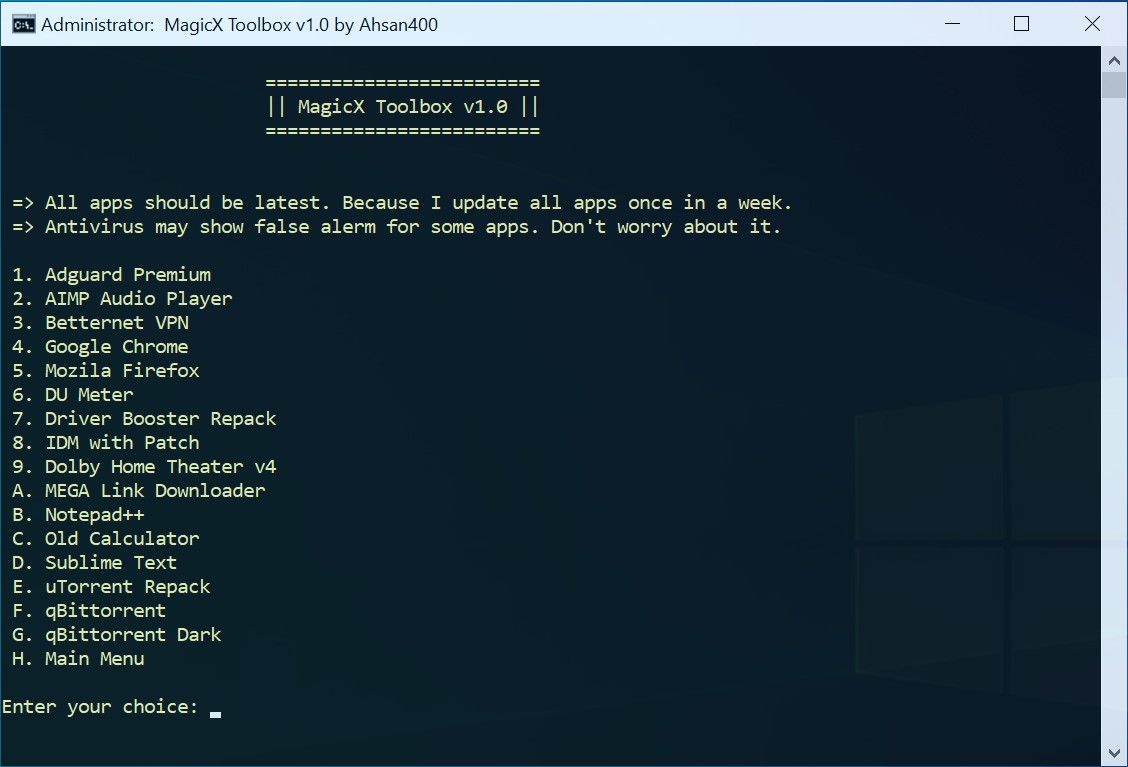 Administrator:  MagicX Toolbox v1.0 by Ahsan400
=========================
|| MagicX Toolbox v1.0 ||
=========================
=> All apps should be latest. Because I update all apps once in a week.
=> Antivirus may show false alerm for some apps. Don't worry about it.
1. Adguard Premium
2. AIMP Audio Player
3. Betternet VPN
4. Google Chrome
5. Mozila Firefox
6. DU Meter
7. Driver Booster Repack
8. IDM with Patch
9. Dolby Home Theater v4
A. MEGA Link Downloader
B. Notepad++
C. Old Calculator
D. Sublime Text
E. uTorrent Repack
F. qBittorrent
G. qBittorrent Dark
H. Main Menu
Enter your choice: _